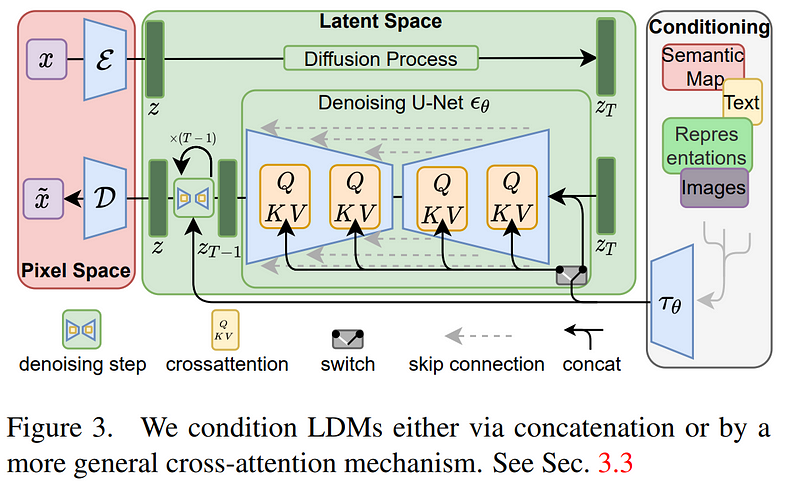 Latent Space
Conditioning
x
ℰ
z
Diffusion Process
z_T
Semantic
Map
Text
Repres
entations
Images
Denoising U-Net ϵ_θ
×(T−1)
x̃
𝒟
z
z_{T−1}
Q
KV
Q
KV
Q
KV
Q
KV
z_T
τ_θ
Pixel Space
Q
KV
denoising step
crossattention
switch
skip connection
concat
Figure 3. We condition LDMs either via concatenation or by a
more general cross-attention mechanism. See Sec. 3.3